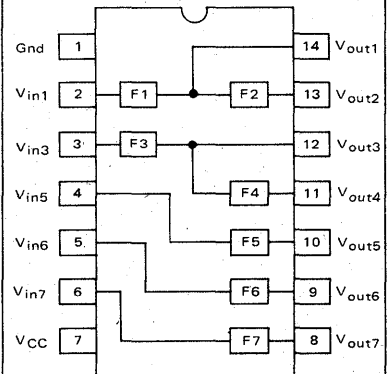 Gnd 1 14 Vout1
Vin1 2 F1 F2 13 Vout2
Vin3 3 F3 12 Vout3
Vin5 4 F4 11 Vout4
Vin6 5 F5 10 Vout5
Vin7 6 F6 9 Vout6
VCC 7 F7 8 Vout7